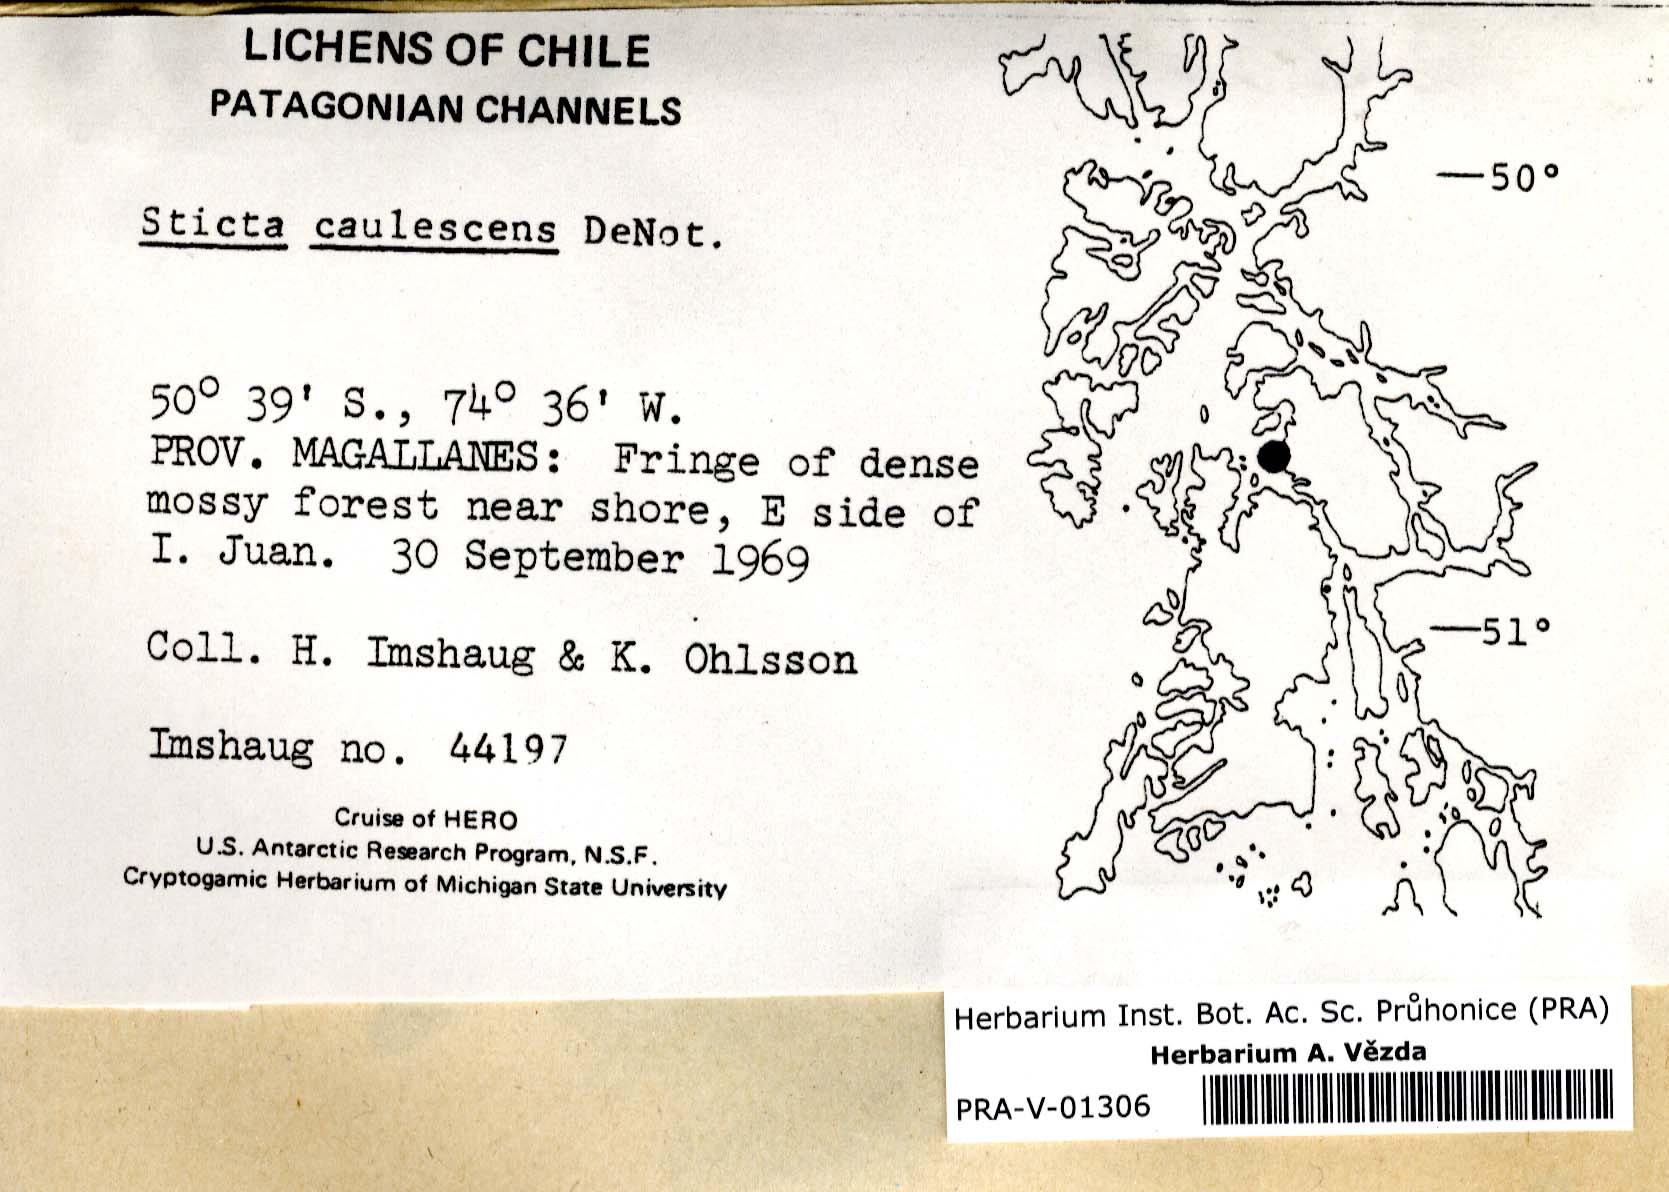 LICHENS OF CHILE
PATAGONIAN CHANNELS
Sticta caulescens DeNot.
50° 39' S., 74° 36' W.
PROV. MAGALLANES: Fringe of dense
mossy forest near shore, E side of
I. Juan. 30 September 1969
Coll. H. Imshaug & K. Ohlsson
Imshaug no. 44197
Cruise of HERO
U.S. Antarctic Research Program, N.S.F.
Cryptogamic Herbarium of Michigan State University
—50°
—51°
Herbarium Inst. Bot. Ac. Sc. Průhonice (PRA)
Herbarium A. Vězda
PRA-V-01306